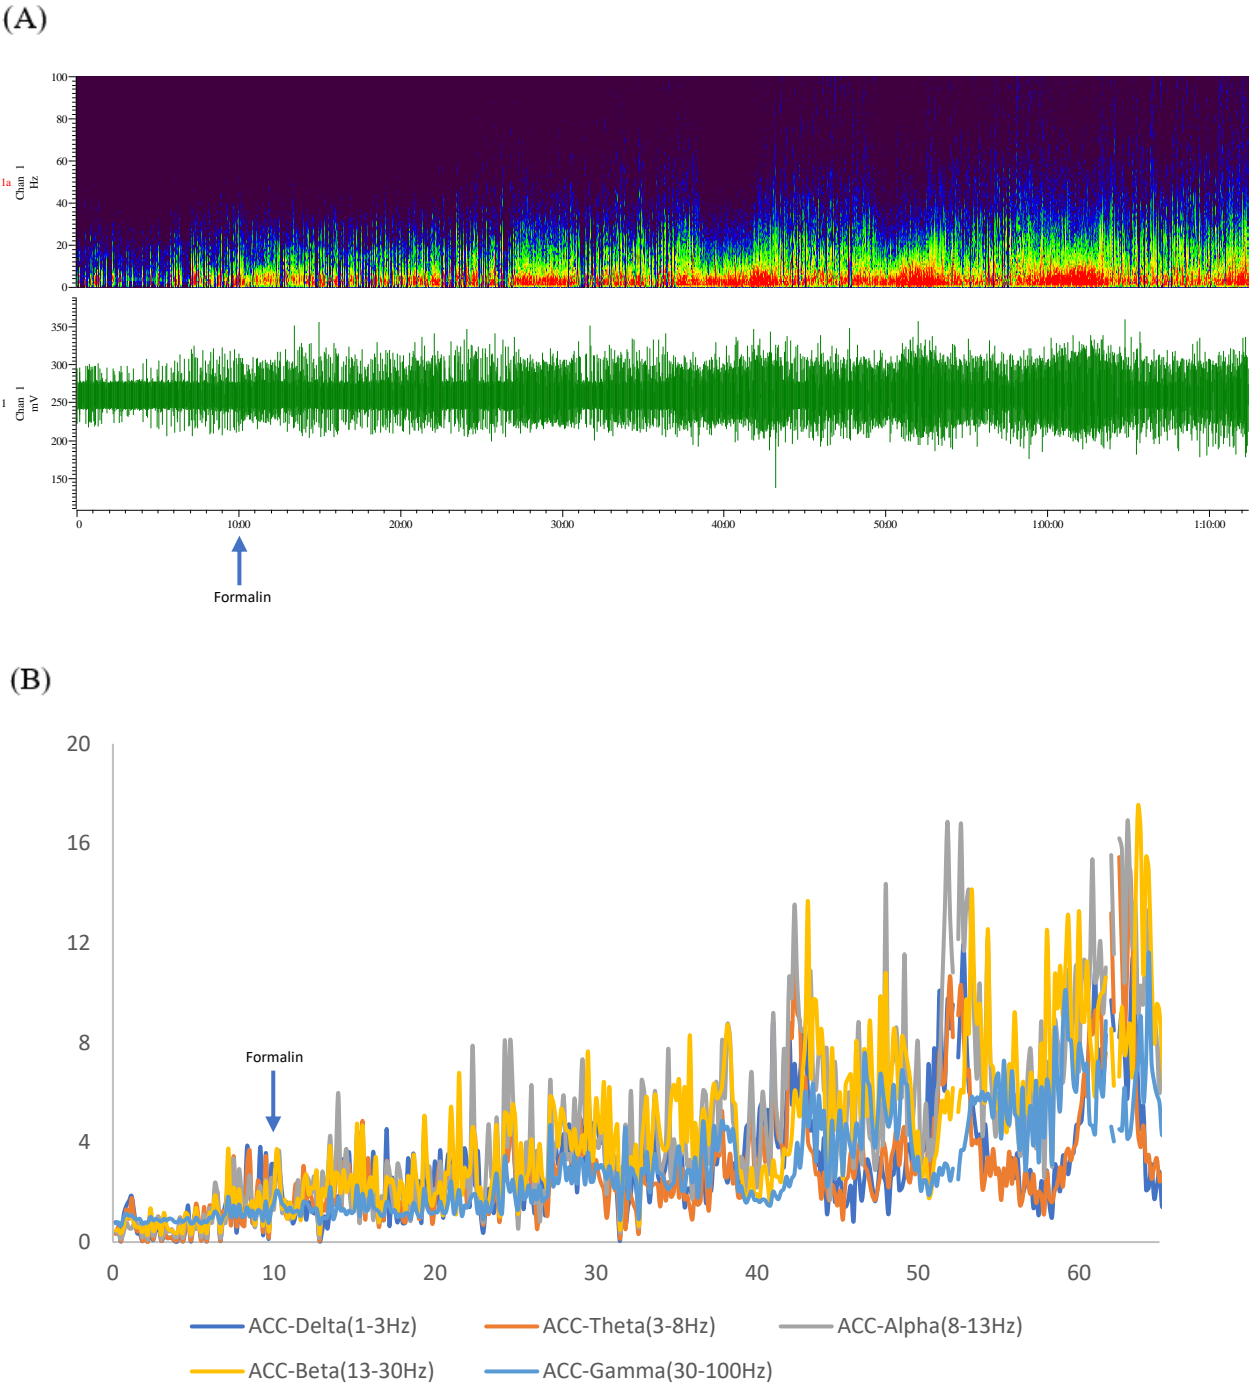 (A)
100
80
60
40
20
0
1a
Chan 1
Hz
350
300
250
200
150
1
Chan 1
mV
0 10:00 20:00 30:00 40:00 50:00 1:00:00 1:10:00
Formalin
(B)
20
16
12
8
4
0
Formalin
0 10 20 30 40 50 60
ACC-Delta(1-3Hz) ACC-Theta(3-8Hz) ACC-Alpha(8-13Hz)
ACC-Beta(13-30Hz) ACC-Gamma(30-100Hz)